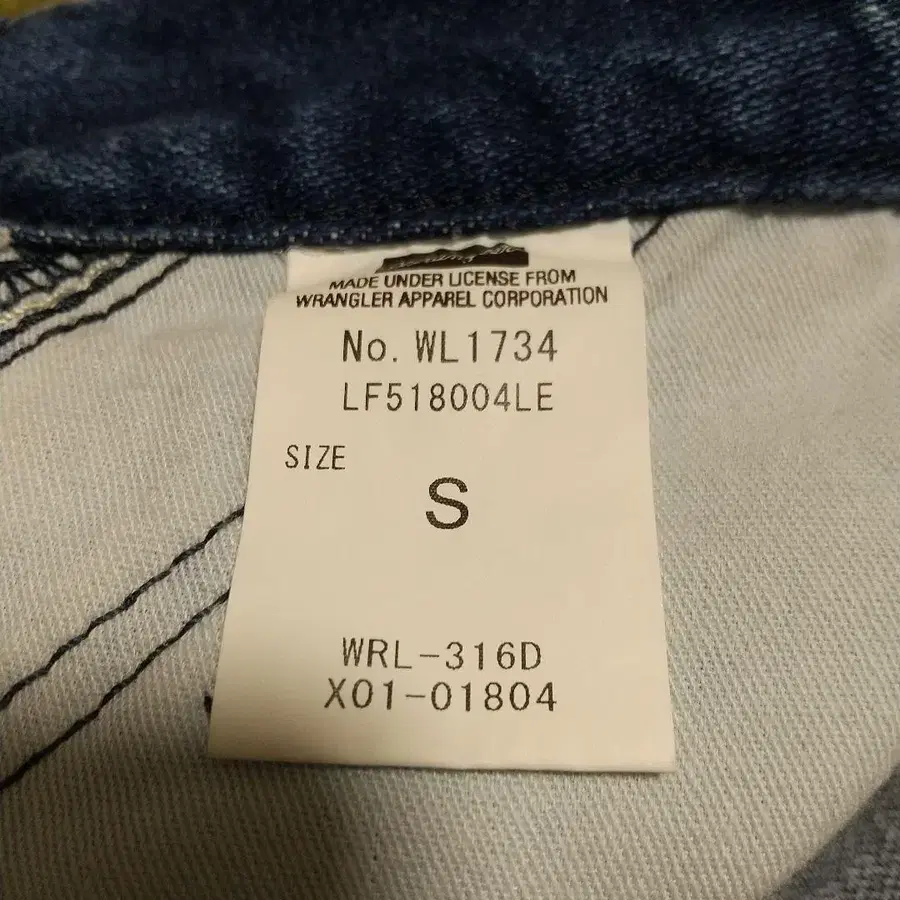 MADE UNDER LICENSE FROM
WRANGLER APPAREL CORPORATION
No. WL1734
LF518004LE
SIZE
S
WRL-316D
X01-01804